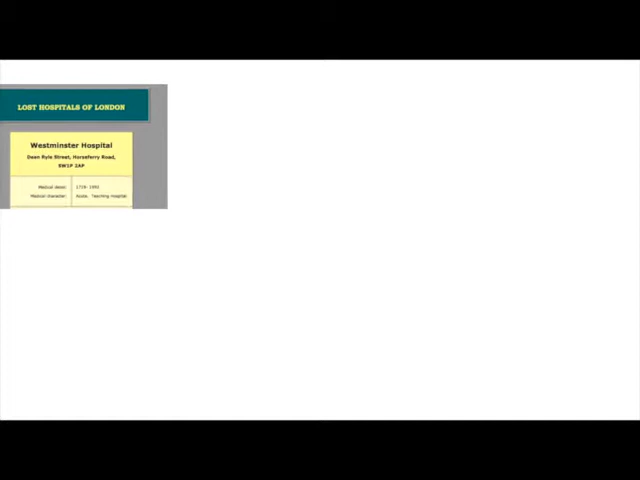 LOST HOSPITALS OF LONDON
Westminster Hospital
Dean Ryle Street, Horseferry Road,
SW1P 2AP
Medical dates: 1719-
Medical character: Acute, Teaching hospital